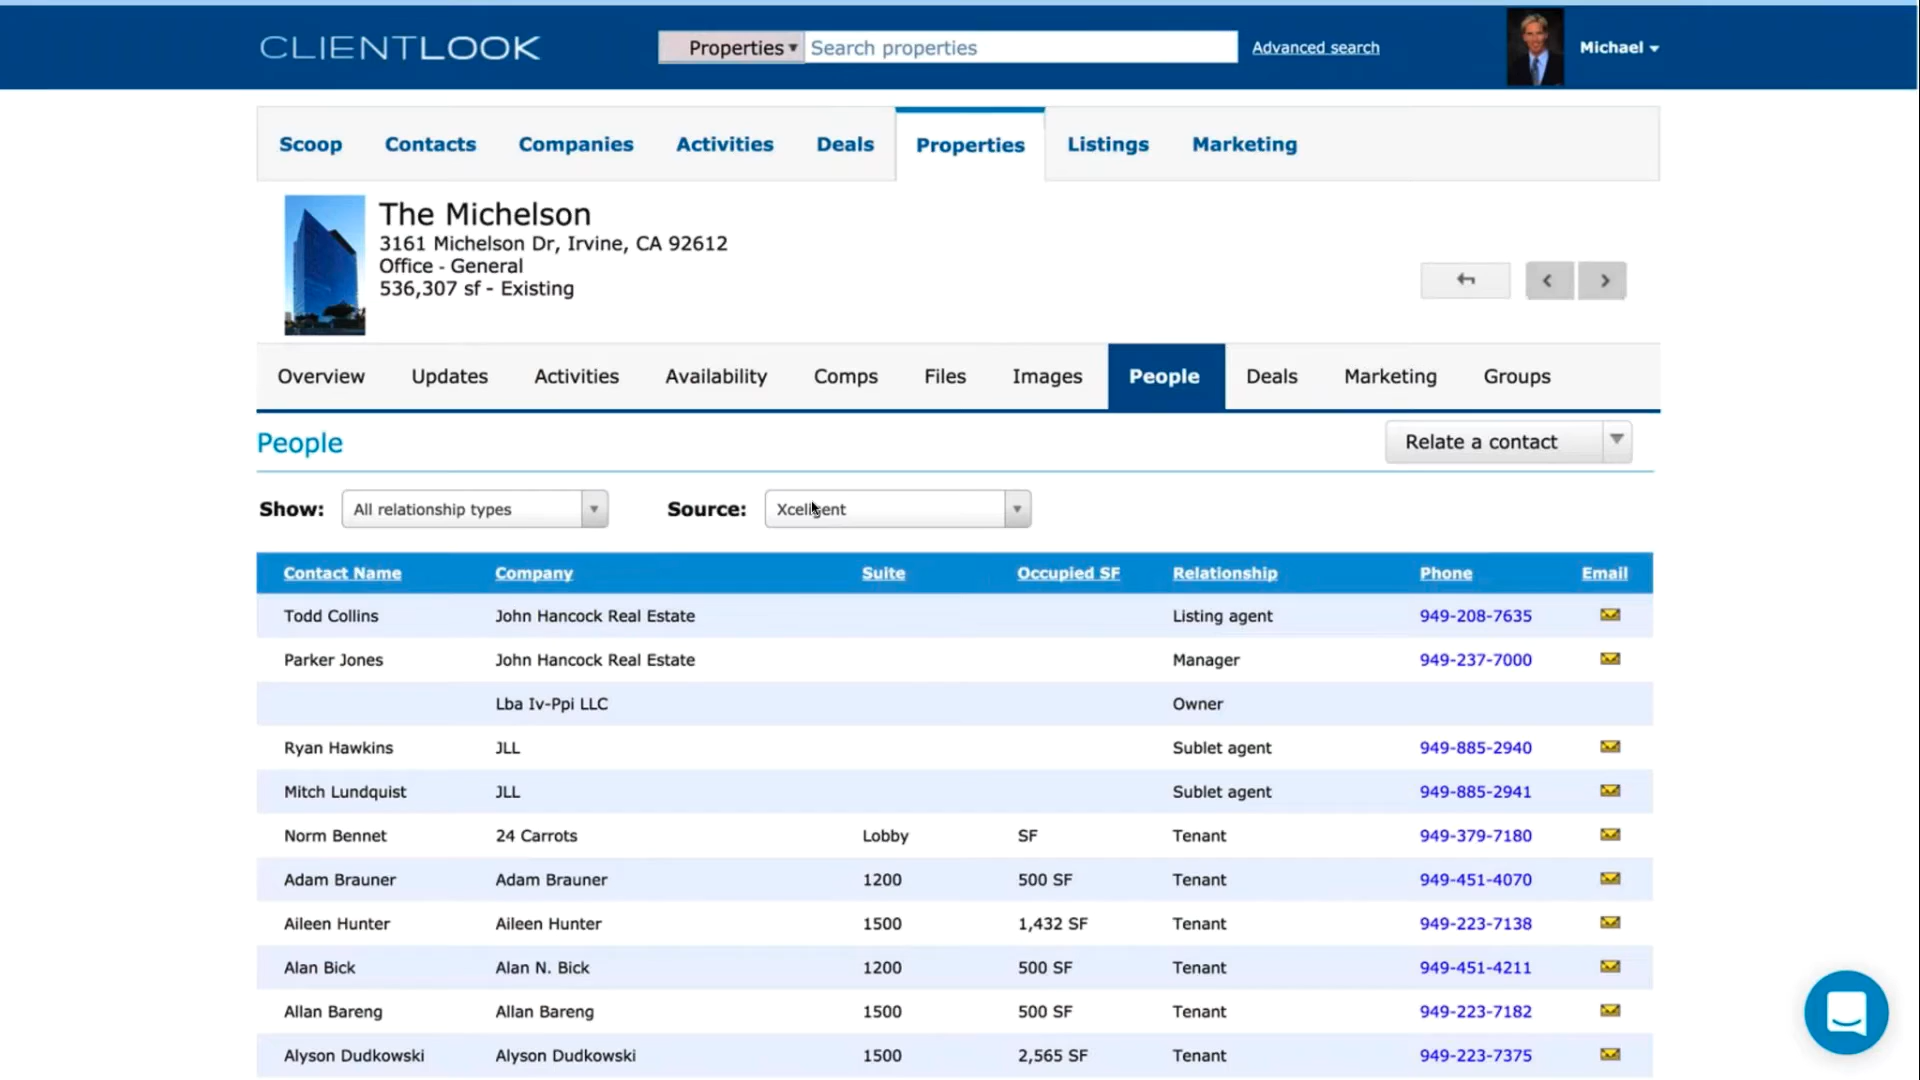 CLIENTLOOK
Properties Search properties Advanced search Michael
Scoop Contacts Companies Activities Deals Properties Listings Marketing
The Michelson
3161 Michelson Dr, Irvine, CA 92612
Office - General
536,307 sf - Existing
Overview Updates Activities Availability Comps Files Images People Deals Marketing Groups
People Relate a contact
Show: All relationship types Source: Xceligent
Contact Name Company Suite Occupied SF Relationship Phone Email
Todd Collins John Hancock Real Estate Listing agent 949-208-7635
Parker Jones John Hancock Real Estate Manager 949-237-7000
Lba Iv-Ppi LLC Owner
Ryan Hawkins JLL Sublet agent 949-885-2940
Mitch Lundquist JLL Sublet agent 949-885-2941
Norm Bennet 24 Carrots Lobby SF Tenant 949-379-7180
Adam Brauner Adam Brauner 1200 500 SF Tenant 949-451-4070
Aileen Hunter Aileen Hunter 1500 1,432 SF Tenant 949-223-7138
Alan Bick Alan N. Bick 1200 500 SF Tenant 949-451-4211
Allan Bareng Allan Bareng 1500 500 SF Tenant 949-223-7182
Alyson Dudkowski Alyson Dudkowski 1500 2,565 SF Tenant 949-223-7375